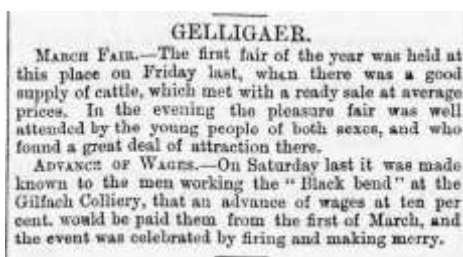 GELLIGAER.
MARCH FAIR.—The first fair of the year was held at
this place on Friday last, when there was a good
supply of cattle, which met with a ready sale at average
prices. In the evening the pleasure fair was well
attended by the young people of both sexes, and who
found a great deal of attraction there.
ADVANCE OF WAGES.—On Saturday last it was made
known to the men working the "Black bend" at the
Gilfach Colliery, that an advance of wages at ten per
cent. would be paid them from the first of March, and
the event was celebrated by firing and making merry.